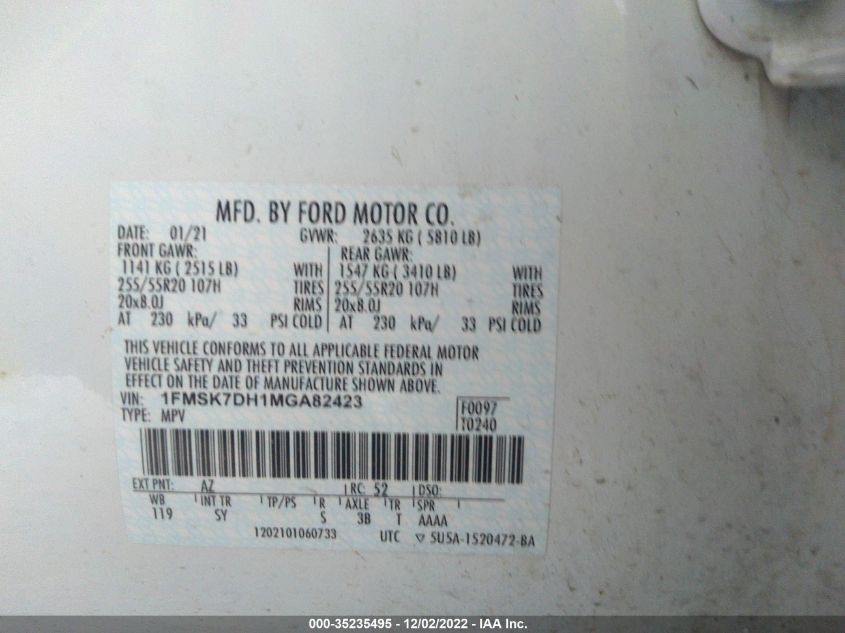 MFD. BY FORD MOTOR CO.
DATE: 01/21 GVWR: 2635 KG ( 5810 LB)
FRONT GAWR: REAR GAWR:
1141 KG ( 2515 LB) WITH 1547 KG ( 3410 LB) WITH
255/55R20 107H TIRES 255/55R20 107H TIRES
20x8.0J RIMS 20x8.0J RIMS
AT 230 kPa/ 33 PSI COLD AT 230 kPa/ 33 PSI COLD
THIS VEHICLE CONFORMS TO ALL APPLICABLE FEDERAL MOTOR
VEHICLE SAFETY AND THEFT PREVENTION STANDARDS IN
EFFECT ON THE DATE OF MANUFACTURE SHOWN ABOVE.
VIN: 1FMSK7DH1MGA82423
TYPE: MPV
F0097
T0240
EXT PNT: AZ RC: 52 DSO:
WB INT TR TP/PS R AXLE TR SPR
119 SY S 3B T AAAA
1202101060733 UTC ▽ 5U5A-1520472-BA
000-35235495 - 12/02/2022 - IAA Inc.